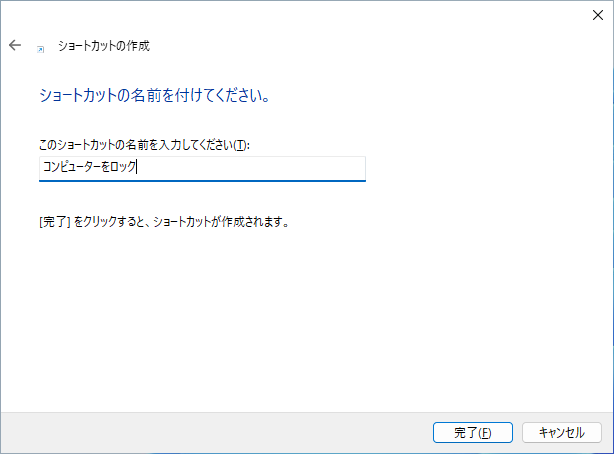 ショートカットの作成
ショートカットの名前を付けてください。
このショートカットの名前を入力してください(T):
コンピューターをロック
[完了] をクリックすると、ショートカットが作成されます。
完了(F)
キャンセル